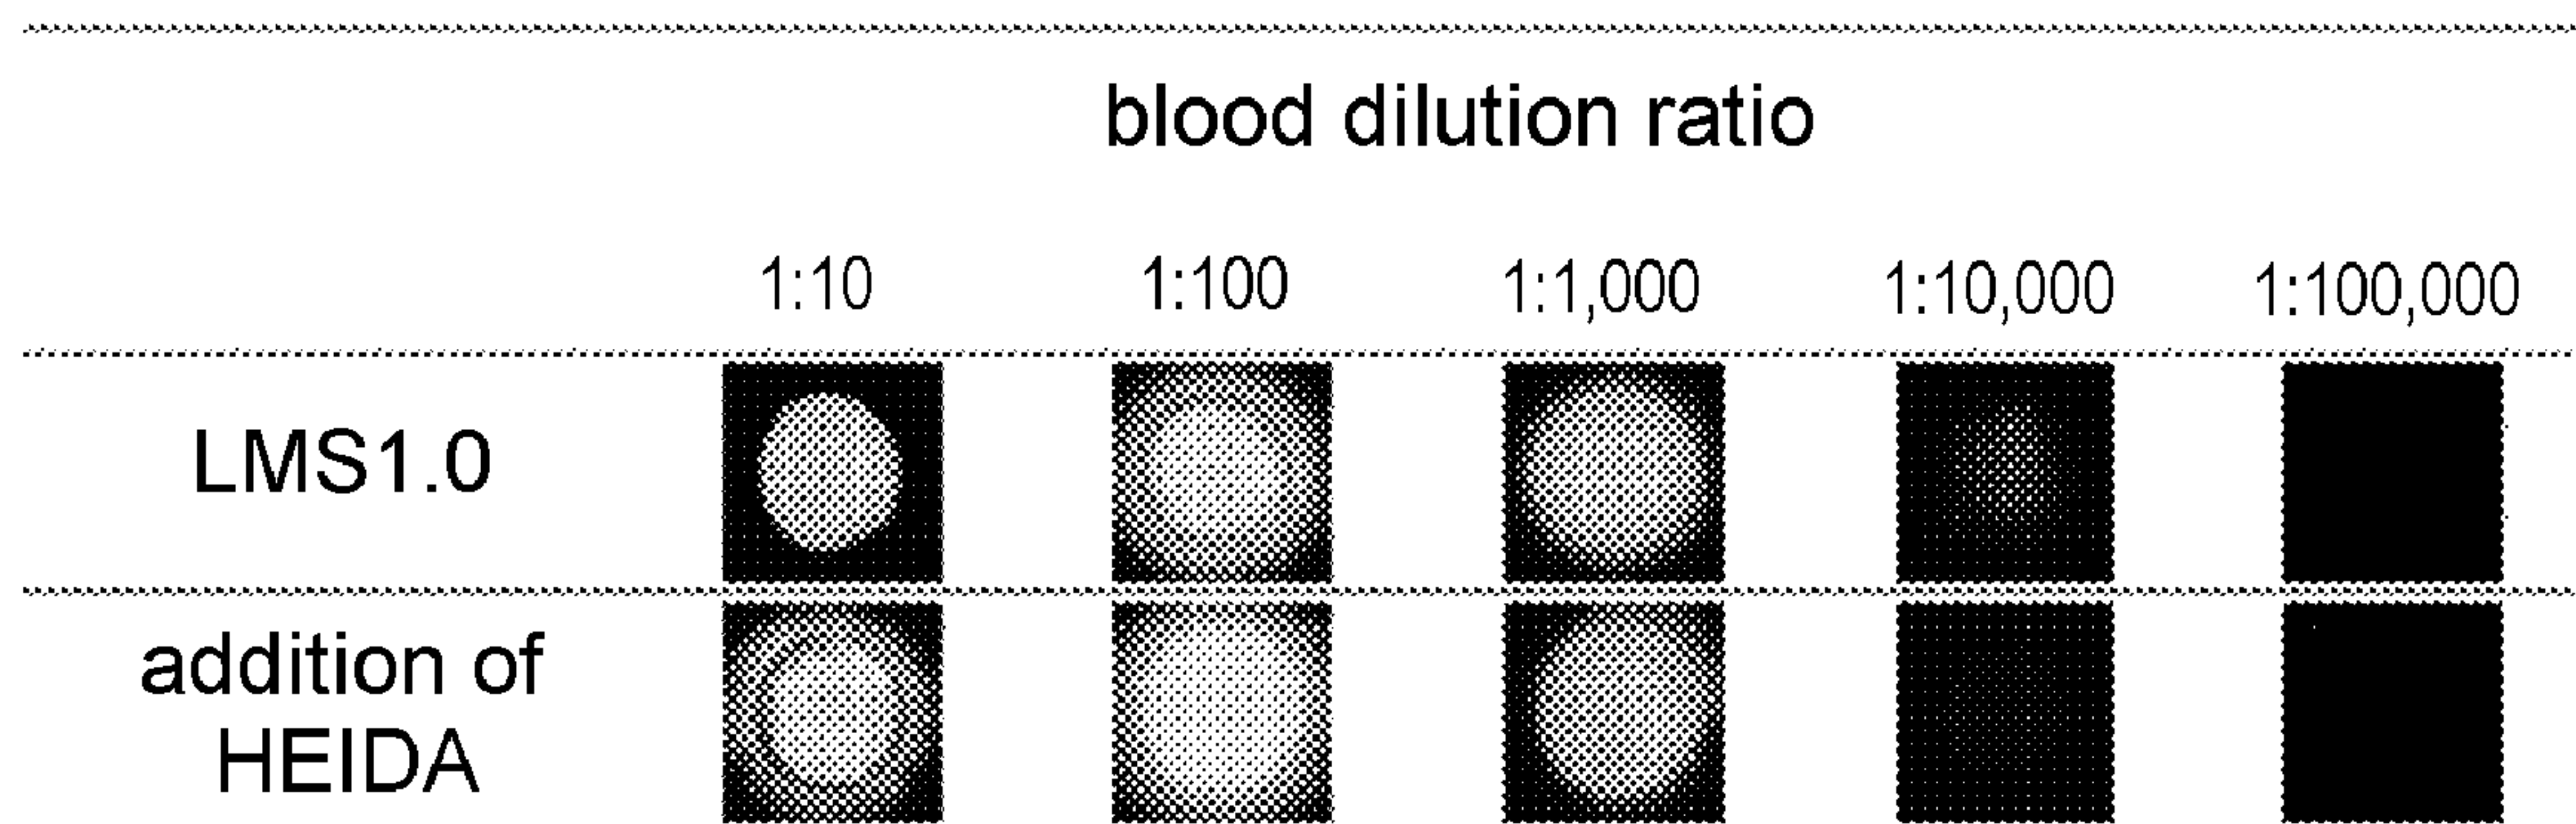 blood dilution ratio
1:10 1:100 1:1,000 1:10,000 1:100,000
LMS1.0
addition of
HEIDA